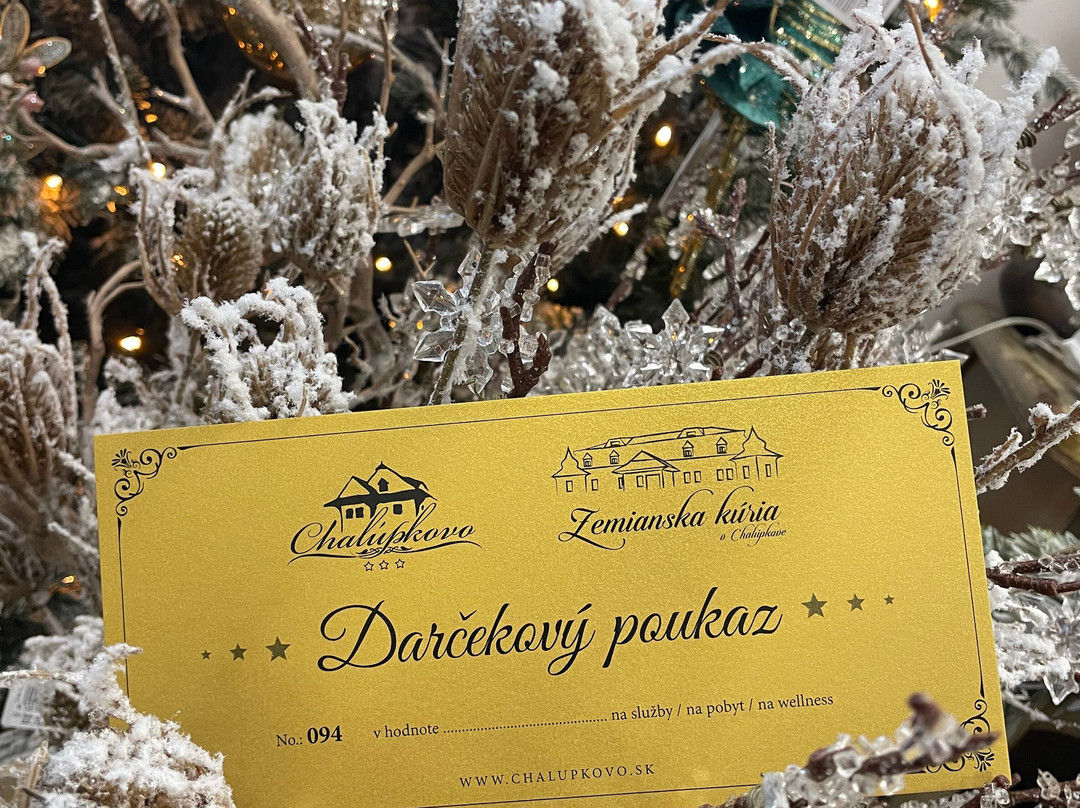 Chalúpkovo
Zemianska kúria
v Chalúpkove
Darčekový poukaz
No.: 094 v hodnote ........................................ na služby / na pobyt / na wellness
WWW.CHALUPKOVO.SK